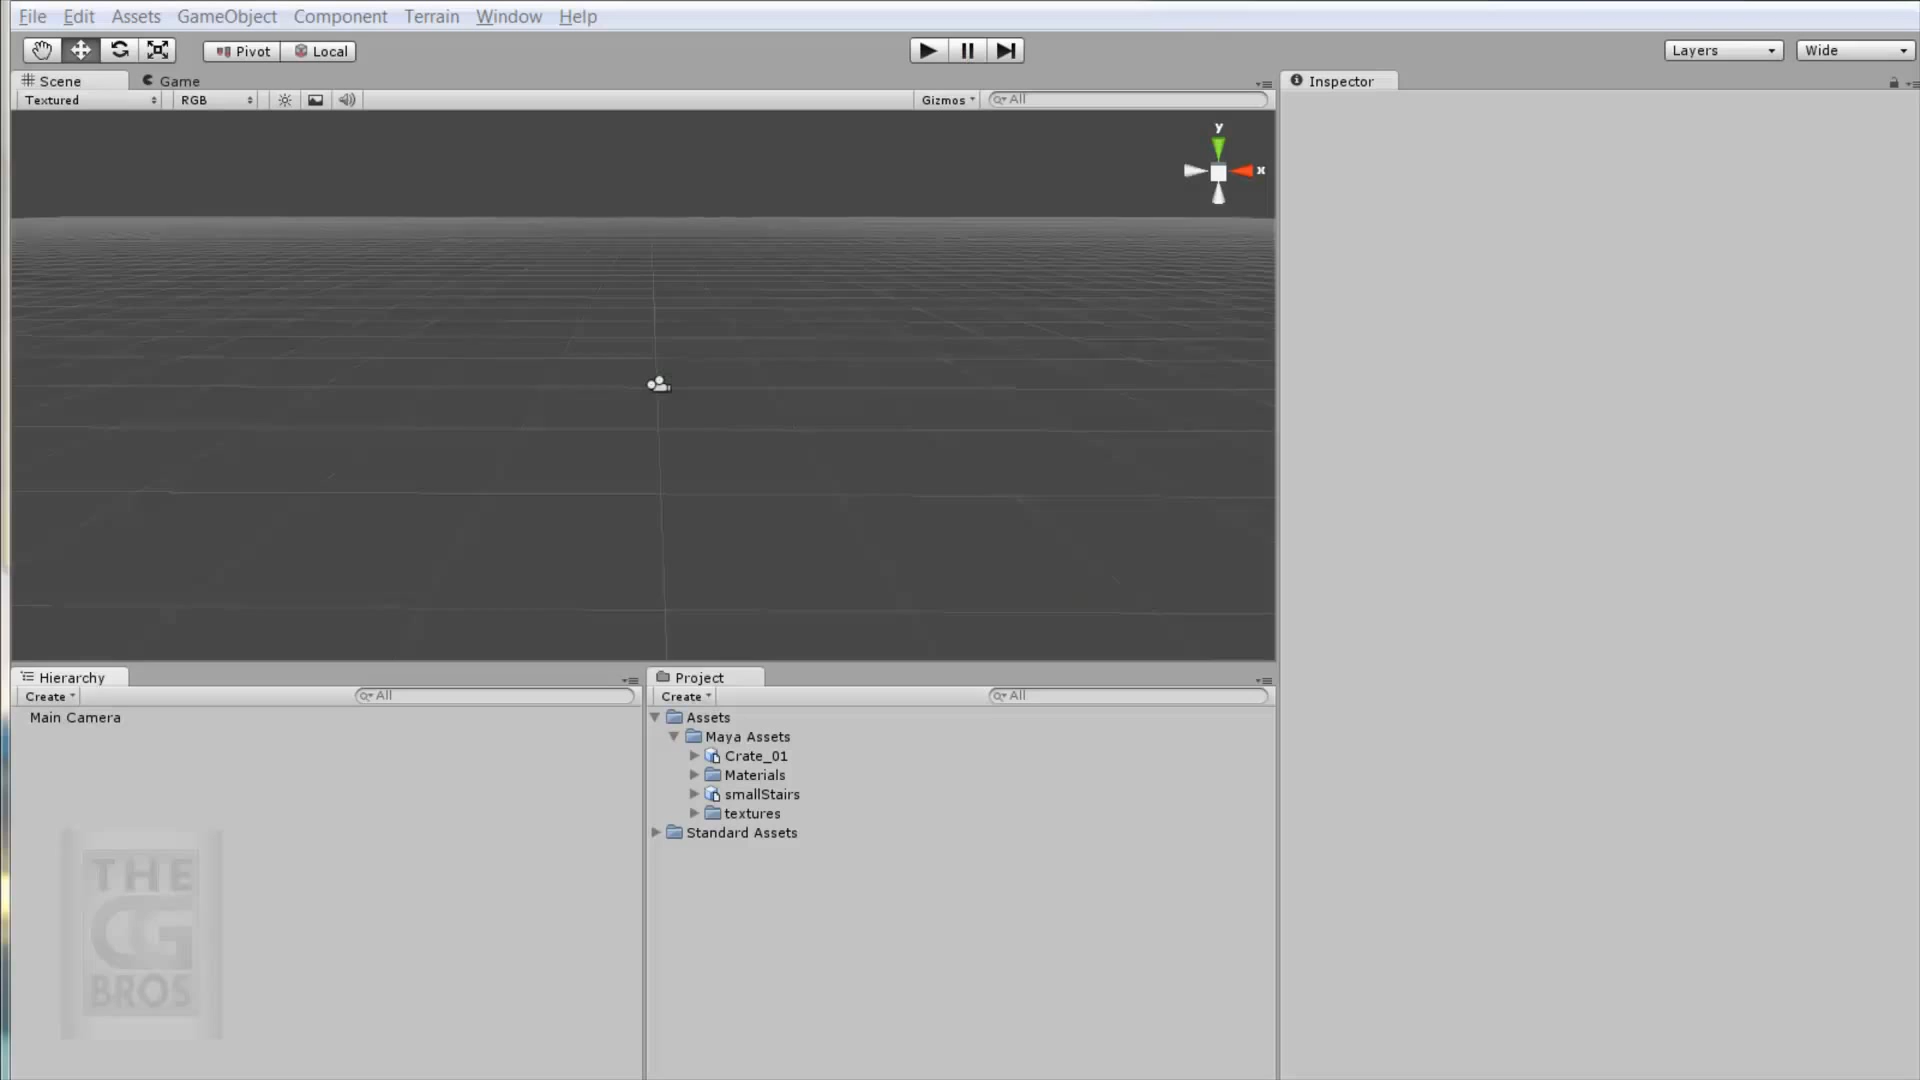 File Edit Assets GameObject Component Terrain Window Help
Pivot Local Layers Wide
Scene Game Inspector
Textured RGB Gizmos All
y
x
Hierarchy Project
Create All Create All
Main Camera
Assets
Maya Assets
Crate_01
Materials
smallStairs
textures
Standard Assets
THE
CG
BROS